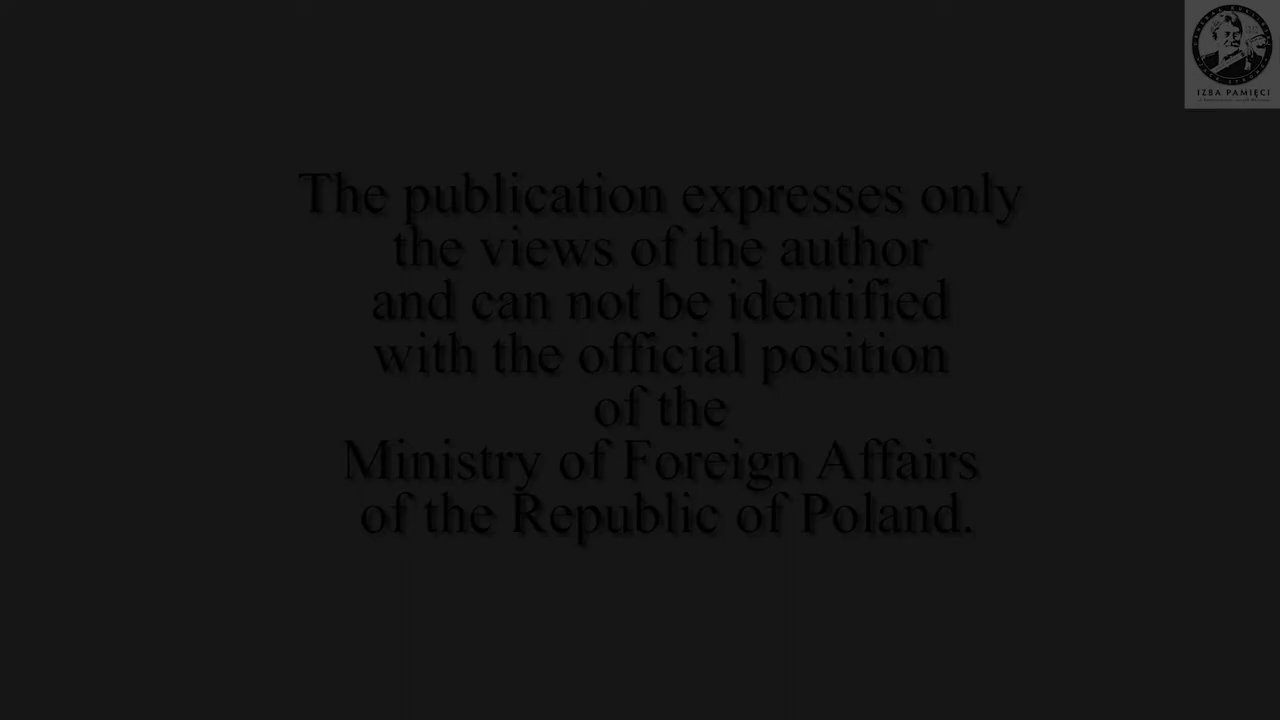 IZBA PAMIĘCI
The publication expresses only
the views of the author
and can not be identified
with the official position
of the
Ministry of Foreign Affairs
of the Republic of Poland.